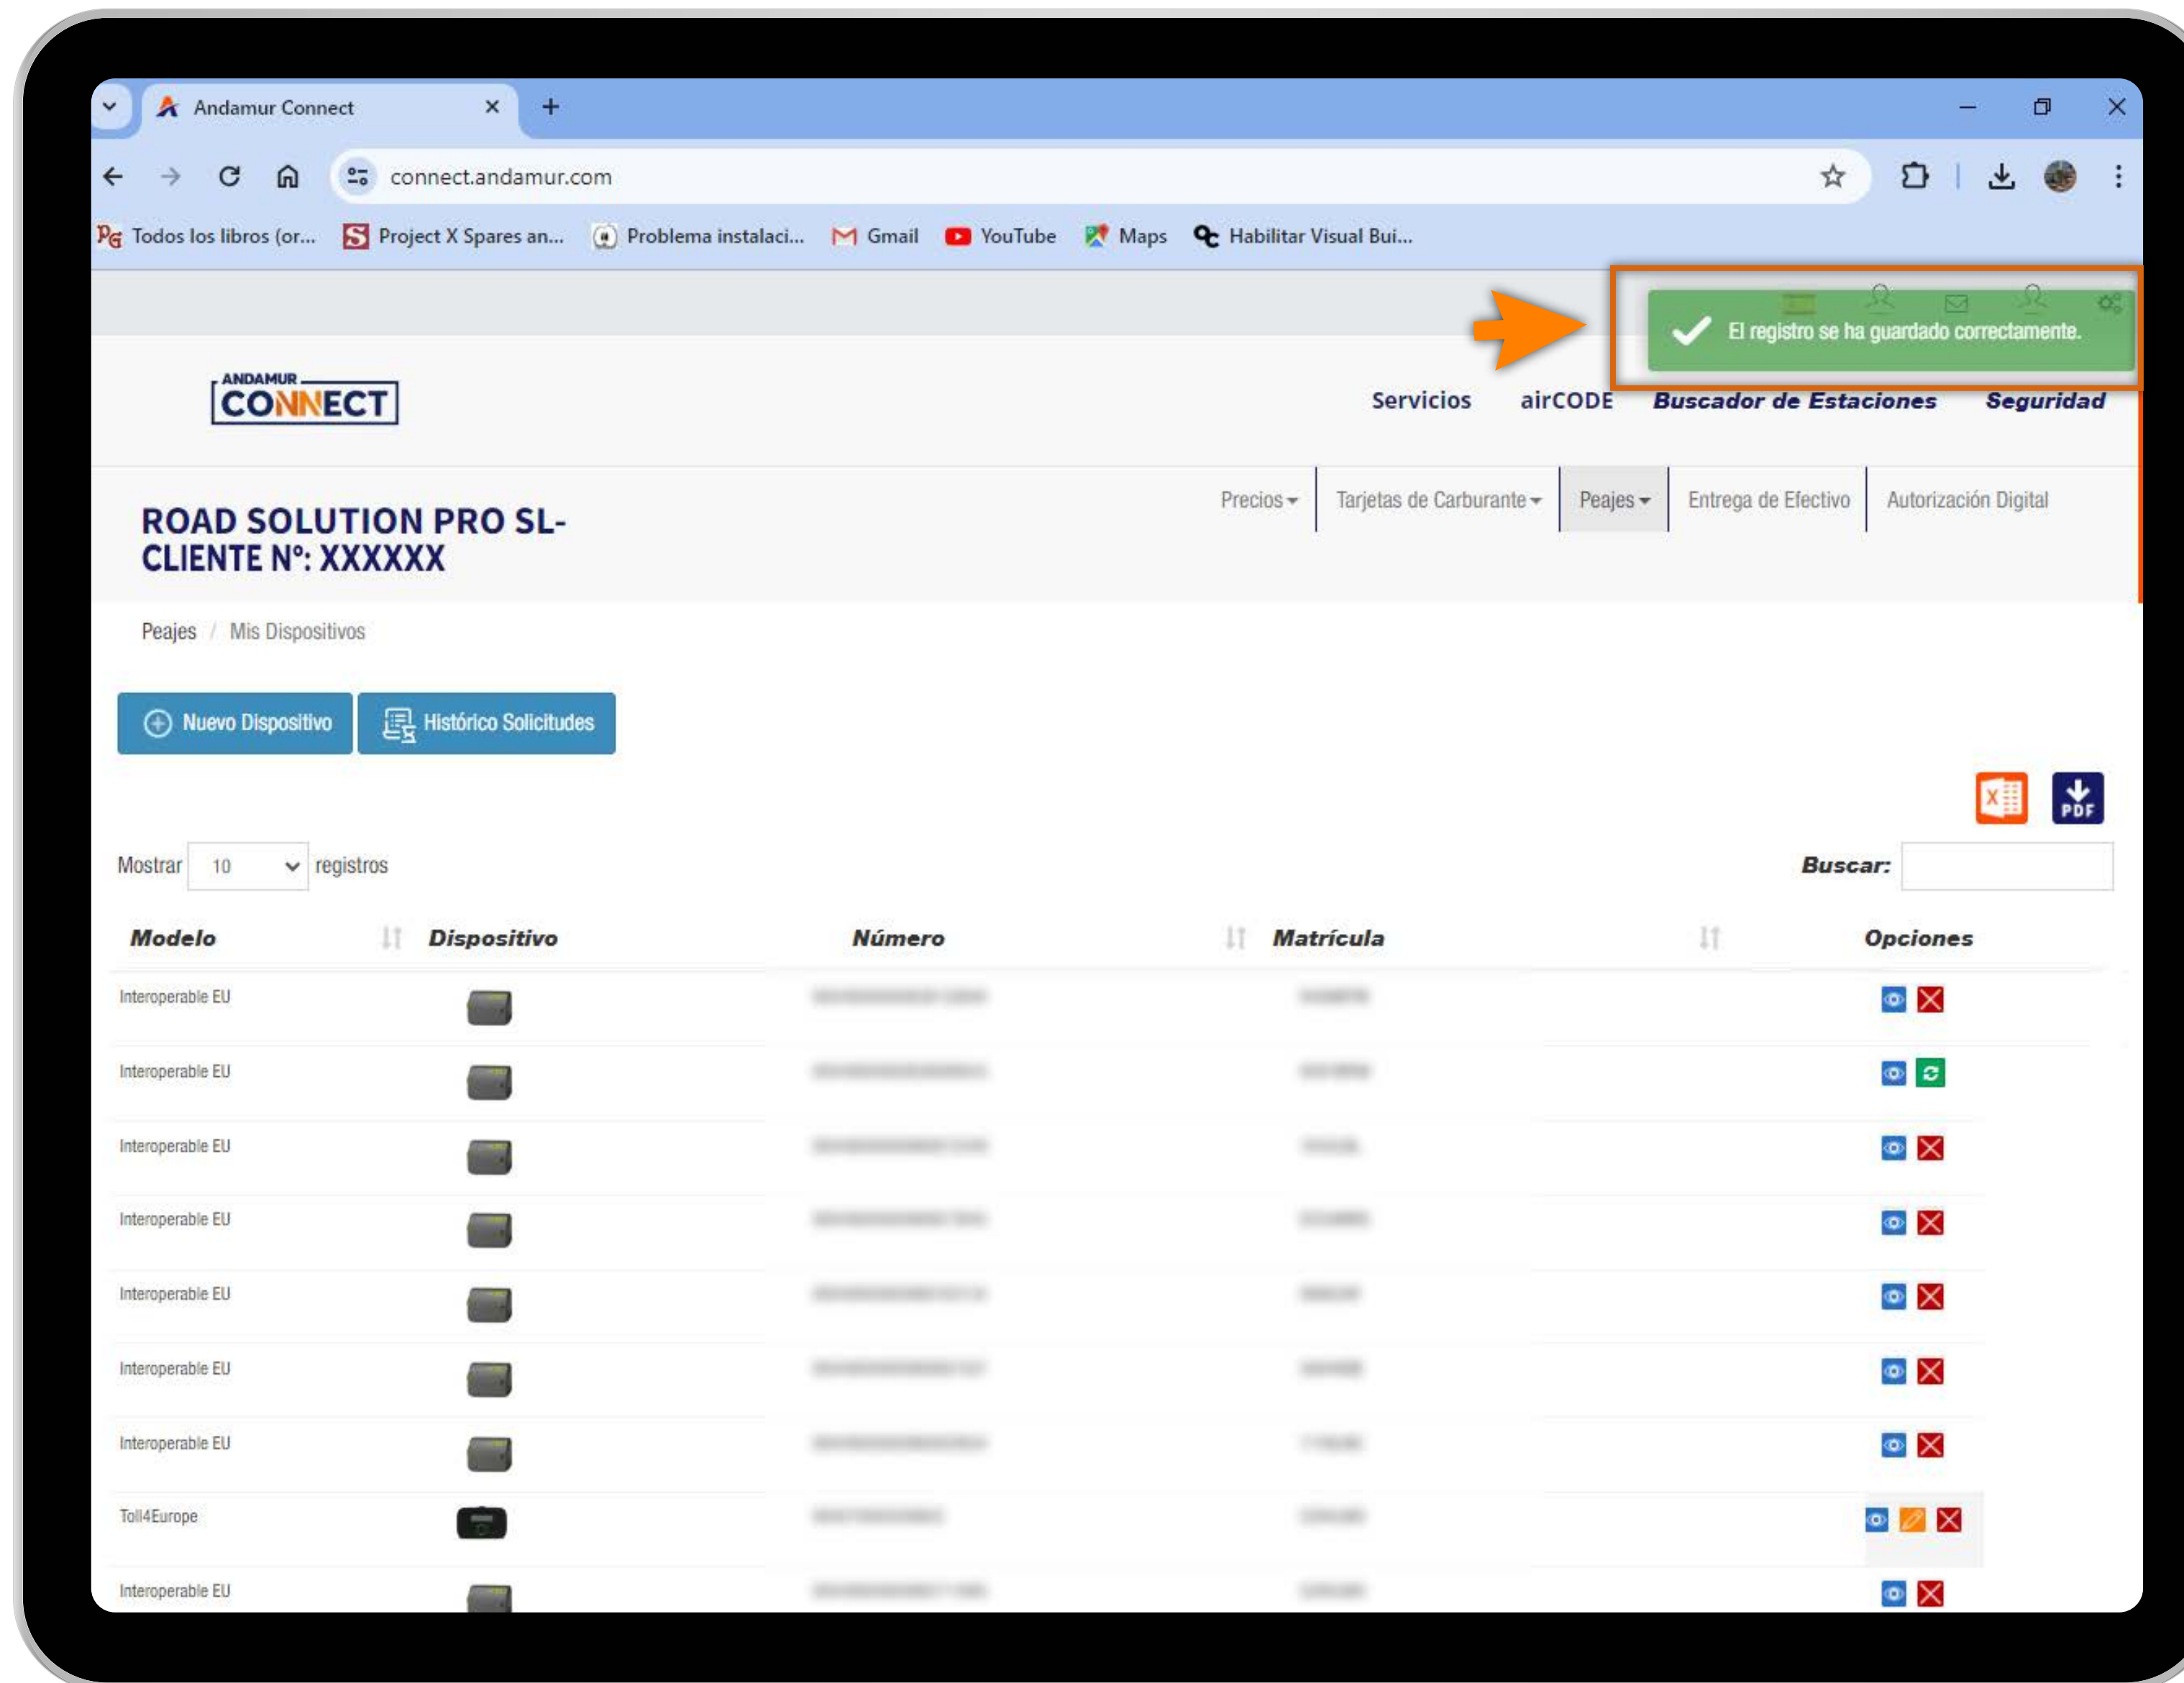 Andamur Connect
connect.andamur.com
Todos los libros (or... Project X Spares an... Problema instalaci... Gmail YouTube Maps Habilitar Visual Bui...
El registro se ha guardado correctamente.
ANDAMUR
CONNECT
Servicios airCODE Buscador de Estaciones Seguridad
Precios Tarjetas de Carburante Peajes Entrega de Efectivo Autorización Digital
ROAD SOLUTION PRO SL-
CLIENTE Nº: XXXXXX
Peajes / Mis Dispositivos
Nuevo Dispositivo Histórico Solicitudes
PDF
Mostrar 10 registros Buscar:
Modelo Dispositivo Número Matrícula Opciones
Interoperable EU
Interoperable EU
Interoperable EU
Interoperable EU
Interoperable EU
Interoperable EU
Interoperable EU
Toll4Europe
Interoperable EU